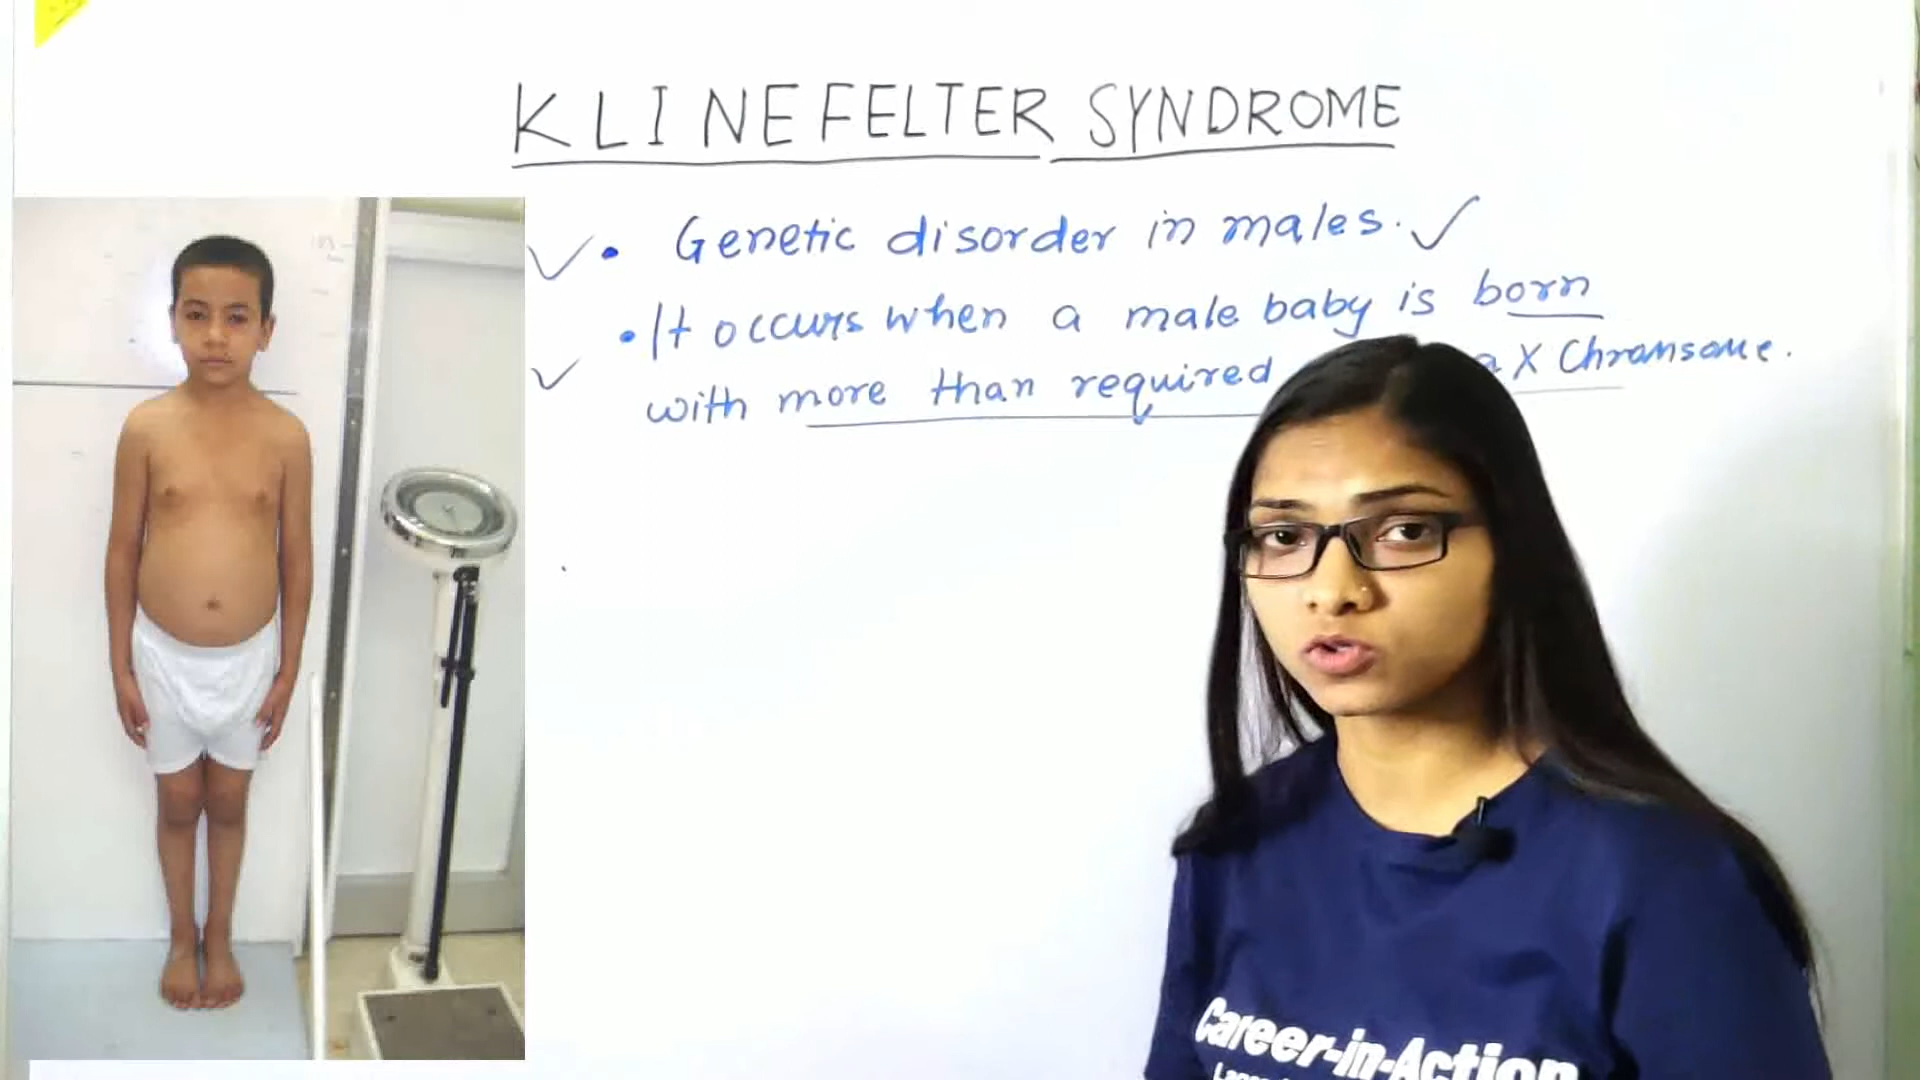 KLINEFELTER SYNDROME
• Genetic disorder in males.
• It occurs when a male baby is born
with more than required X Chromsome.
Career-in-Action